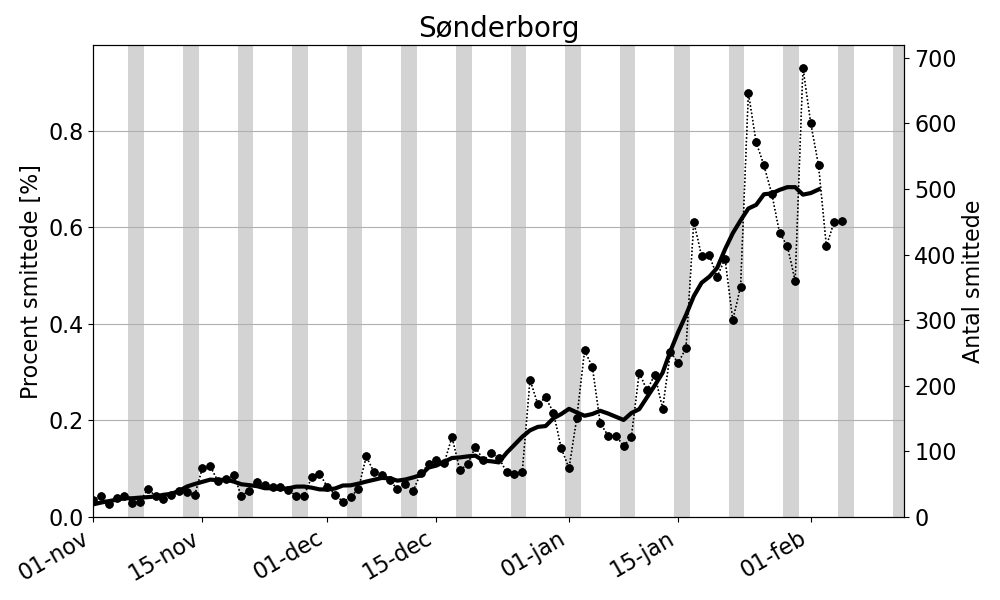 Sønderborg
Procent smittede [%]
0.8
0.6
0.4
0.2
0.0
700
600
500
400
300
200
100
0
Antal smittede
01-nov
15-nov
01-dec
15-dec
01-jan
15-jan
01-feb